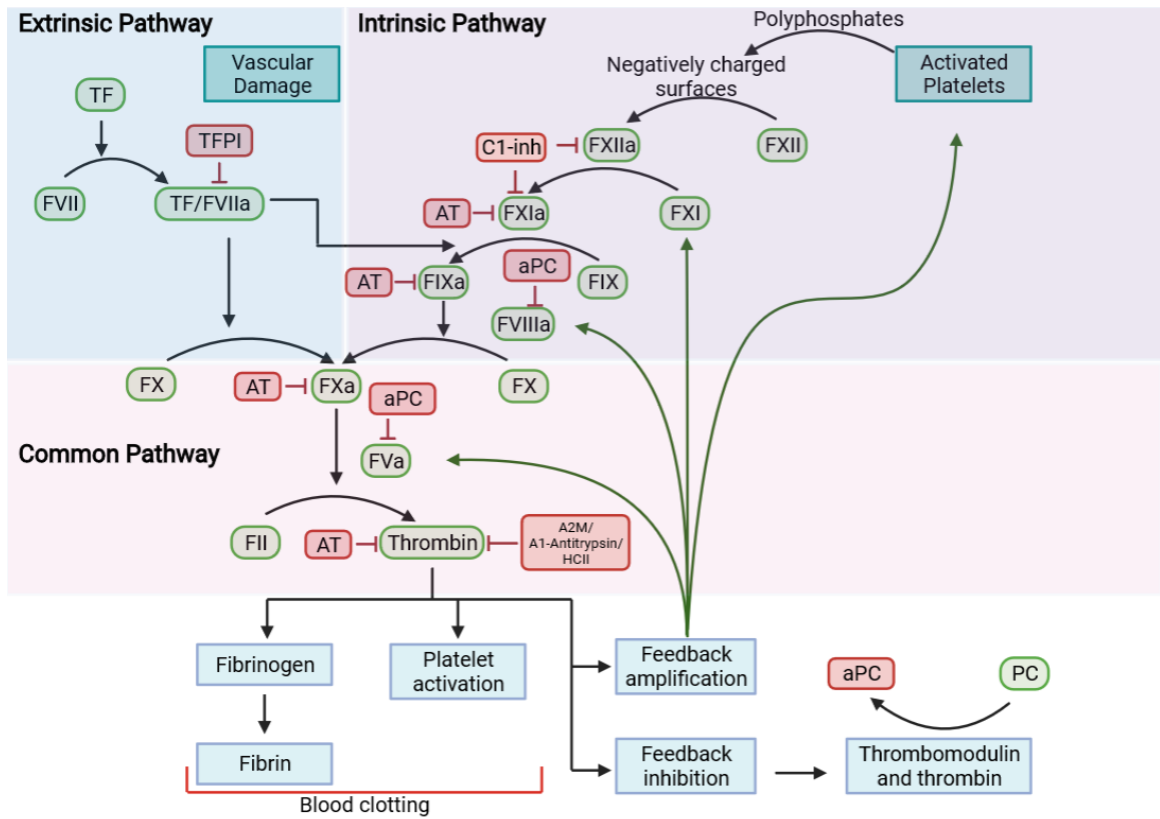 Extrinsic Pathway
Intrinsic Pathway
Polyphosphates
Vascular
Damage
Activated
Platelets
Negatively charged
surfaces
TF
TFPI
C1-inh
FXIIa
FXII
FVII
TF/FVIIa
AT
FXIa
FXI
AT
FIXa
aPC
FIX
FVIIIa
FX
AT
FXa
FX
aPC
Common Pathway
FVa
FII
AT
Thrombin
A2M/
A1-Antitrypsin/
HCII
Fibrinogen
Platelet
activation
Feedback
amplification
aPC
PC
Fibrin
Feedback
inhibition
Thrombomodulin
and thrombin
Blood clotting